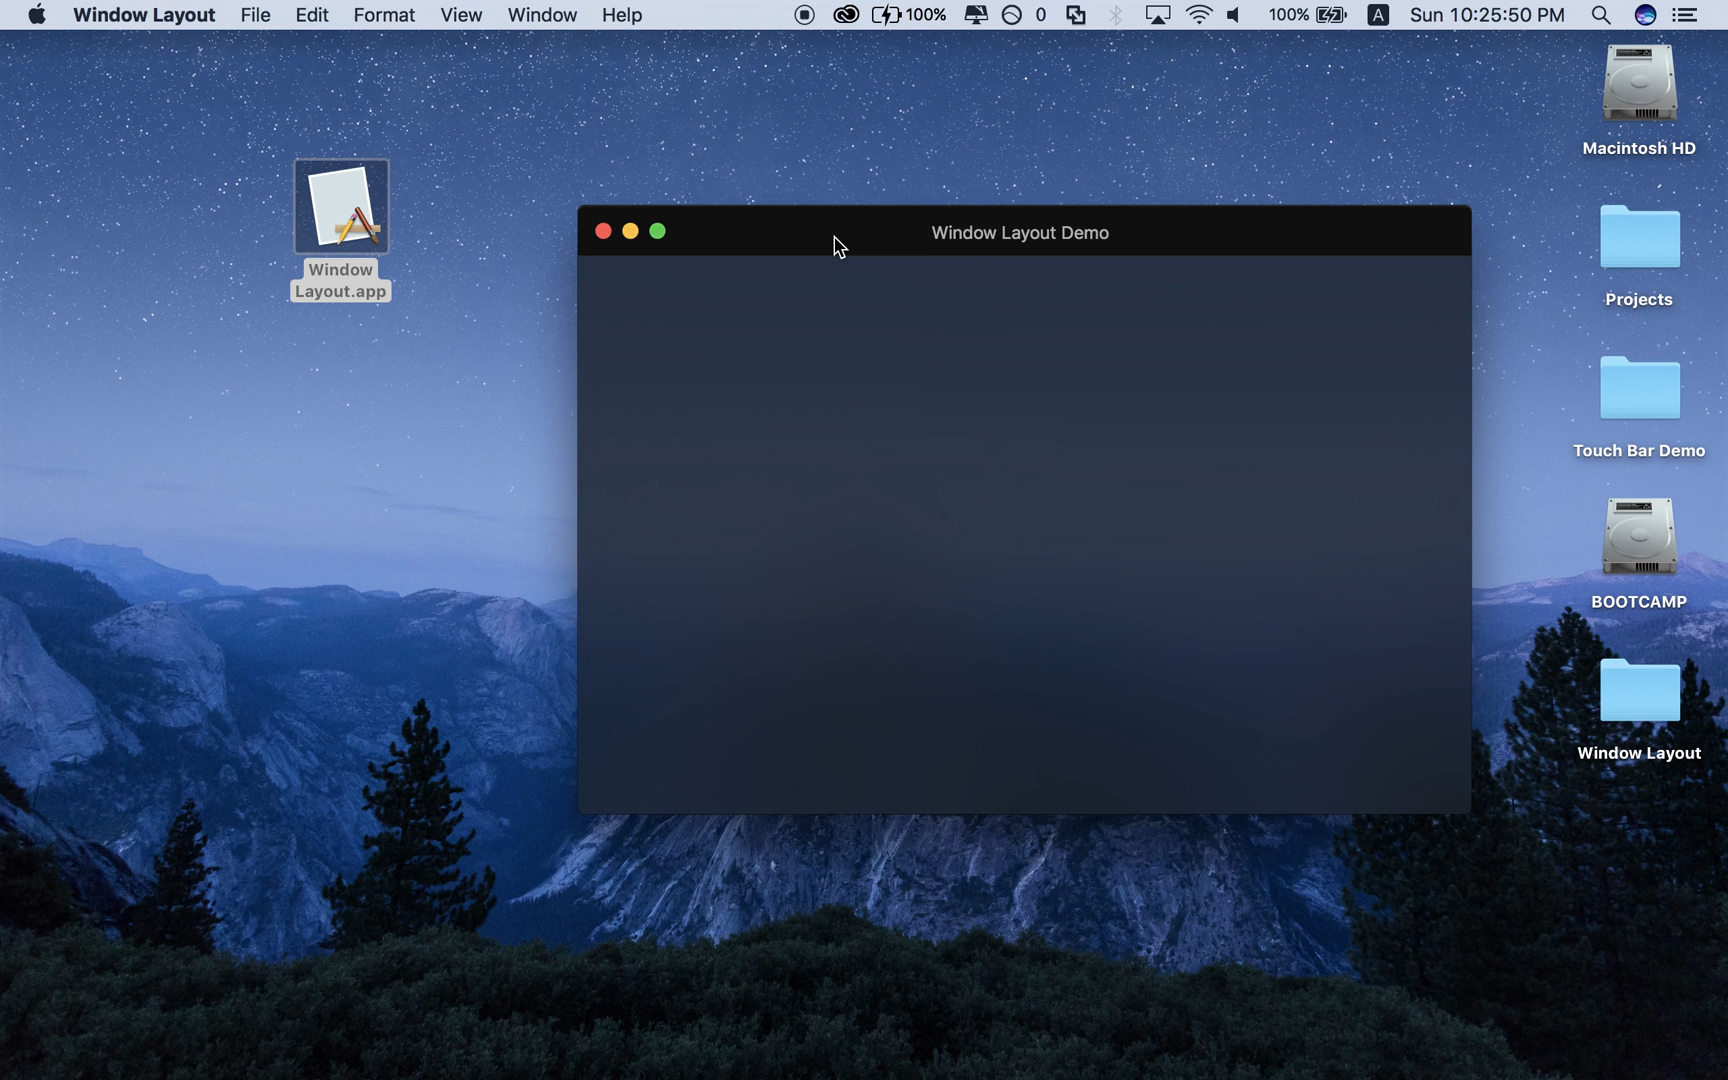 Window Layout File Edit Format View Window Help 100% 0 100% A Sun 10:25:50 PM
Macintosh HD
Window
Layout.app
Window Layout Demo
Projects
Touch Bar Demo
BOOTCAMP
Window Layout